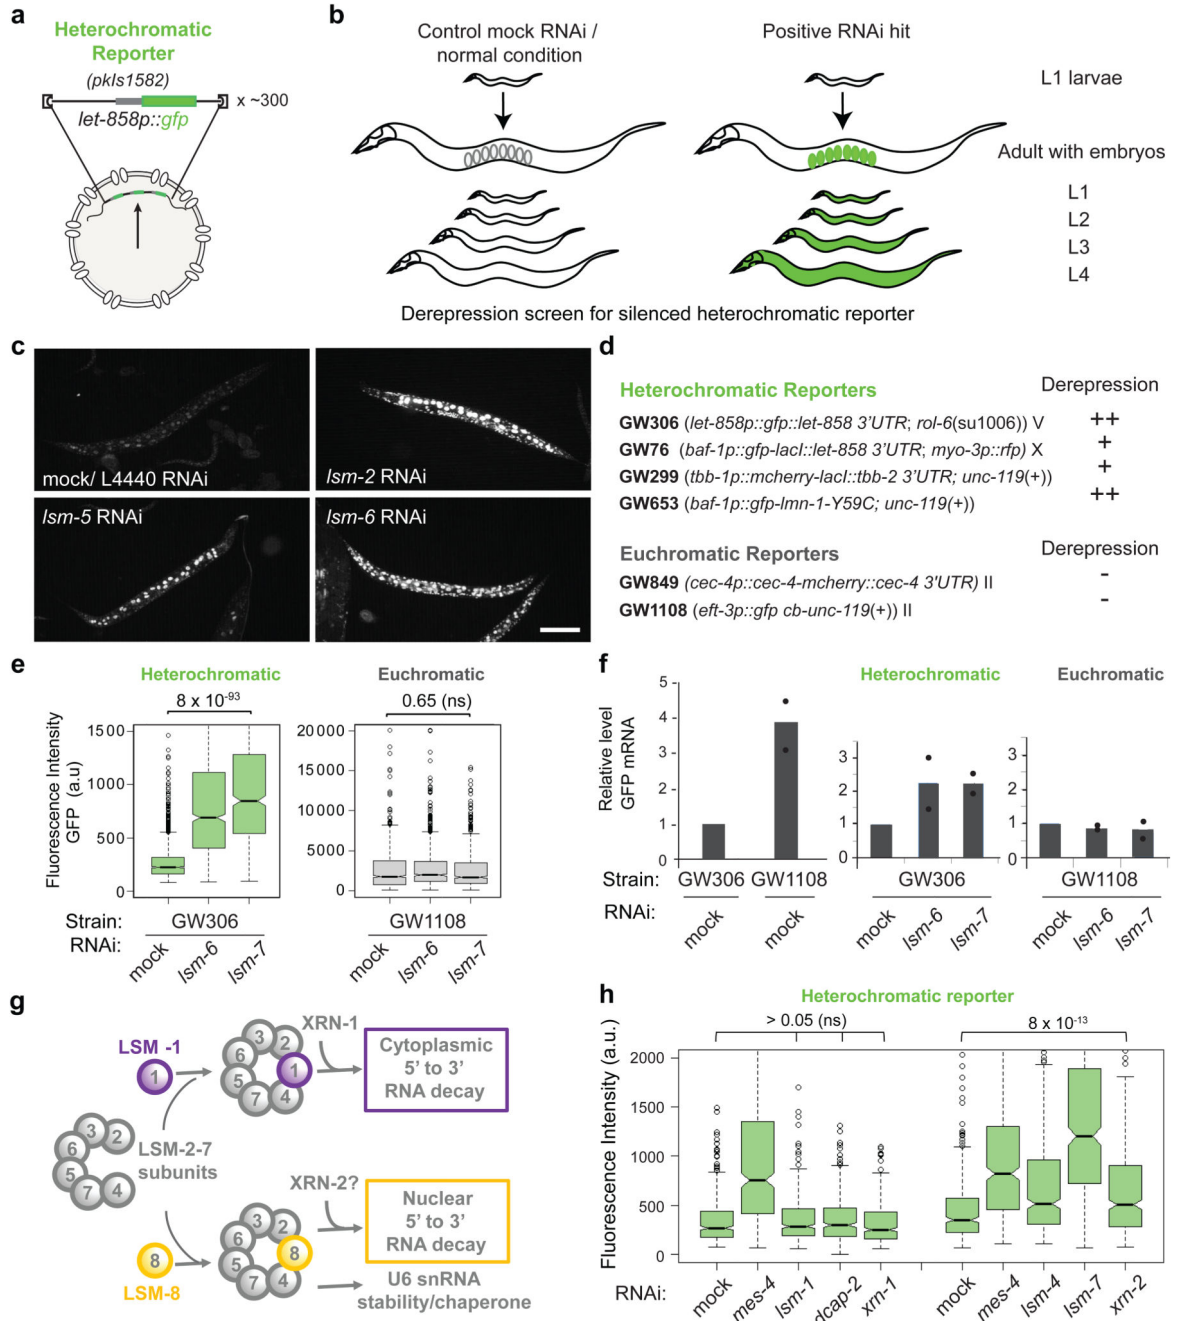 a
Heterochromatic
Reporter
(pkIs1582)
x ~300
let-858p::gfp
b
Control mock RNAi /
normal condition
Positive RNAi hit
L1 larvae
Adult with embryos
L1
L2
L3
L4
Derepression screen for silenced heterochromatic reporter
c
mock/ L4440 RNAi
lsm-2 RNAi
lsm-5 RNAi
lsm-6 RNAi
d
Heterochromatic Reporters Derepression
GW306 (let-858p::gfp::let-858 3'UTR; rol-6(su1006)) V ++
GW76 (baf-1p::gfp-lacI::let-858 3'UTR; myo-3p::rfp) X +
GW299 (tbb-1p::mcherry-lacI::tbb-2 3'UTR; unc-119(+)) +
GW653 (baf-1p::gfp-lmn-1-Y59C; unc-119(+)) ++
Euchromatic Reporters Derepression
GW849 (cec-4p::cec-4-mcherry::cec-4 3'UTR) II -
GW1108 (eft-3p::gfp cb-unc-119(+)) II -
e
Heterochromatic
8 x 10-93
Fluorescence Intensity
GFP (a.u)
1500
1000
500
0
Euchromatic
0.65 (ns)
20000
15000
10000
5000
0
Strain: GW306 GW1108
RNAi: mock lsm-6 lsm-7 mock lsm-6 lsm-7
f
Relative level
GFP mRNA
5
4
3
2
1
0
Heterochromatic
3
2
1
0
Euchromatic
3
2
1
0
Strain: GW306 GW1108 GW306 GW1108
RNAi: mock mock mock lsm-6 lsm-7 mock lsm-6 lsm-7
g
LSM -1
1
3 2
6 1
5 4
7
XRN-1
Cytoplasmic
5' to 3'
RNA decay
3 2
6
5
7 4
LSM-2-7
subunits
8
LSM-8
3 2
6 8
5 4
7
XRN-2?
Nuclear
5' to 3'
RNA decay
U6 snRNA
stability/chaperone
h
Heterochromatic reporter
> 0.05 (ns)
8 x 10-13
Fluorescence Intensity (a.u.)
2000
1500
1000
500
0
RNAi: mock mes-4 lsm-1 dcap-2 xrn-1 mock mes-4 lsm-4 lsm-7 xrn-2